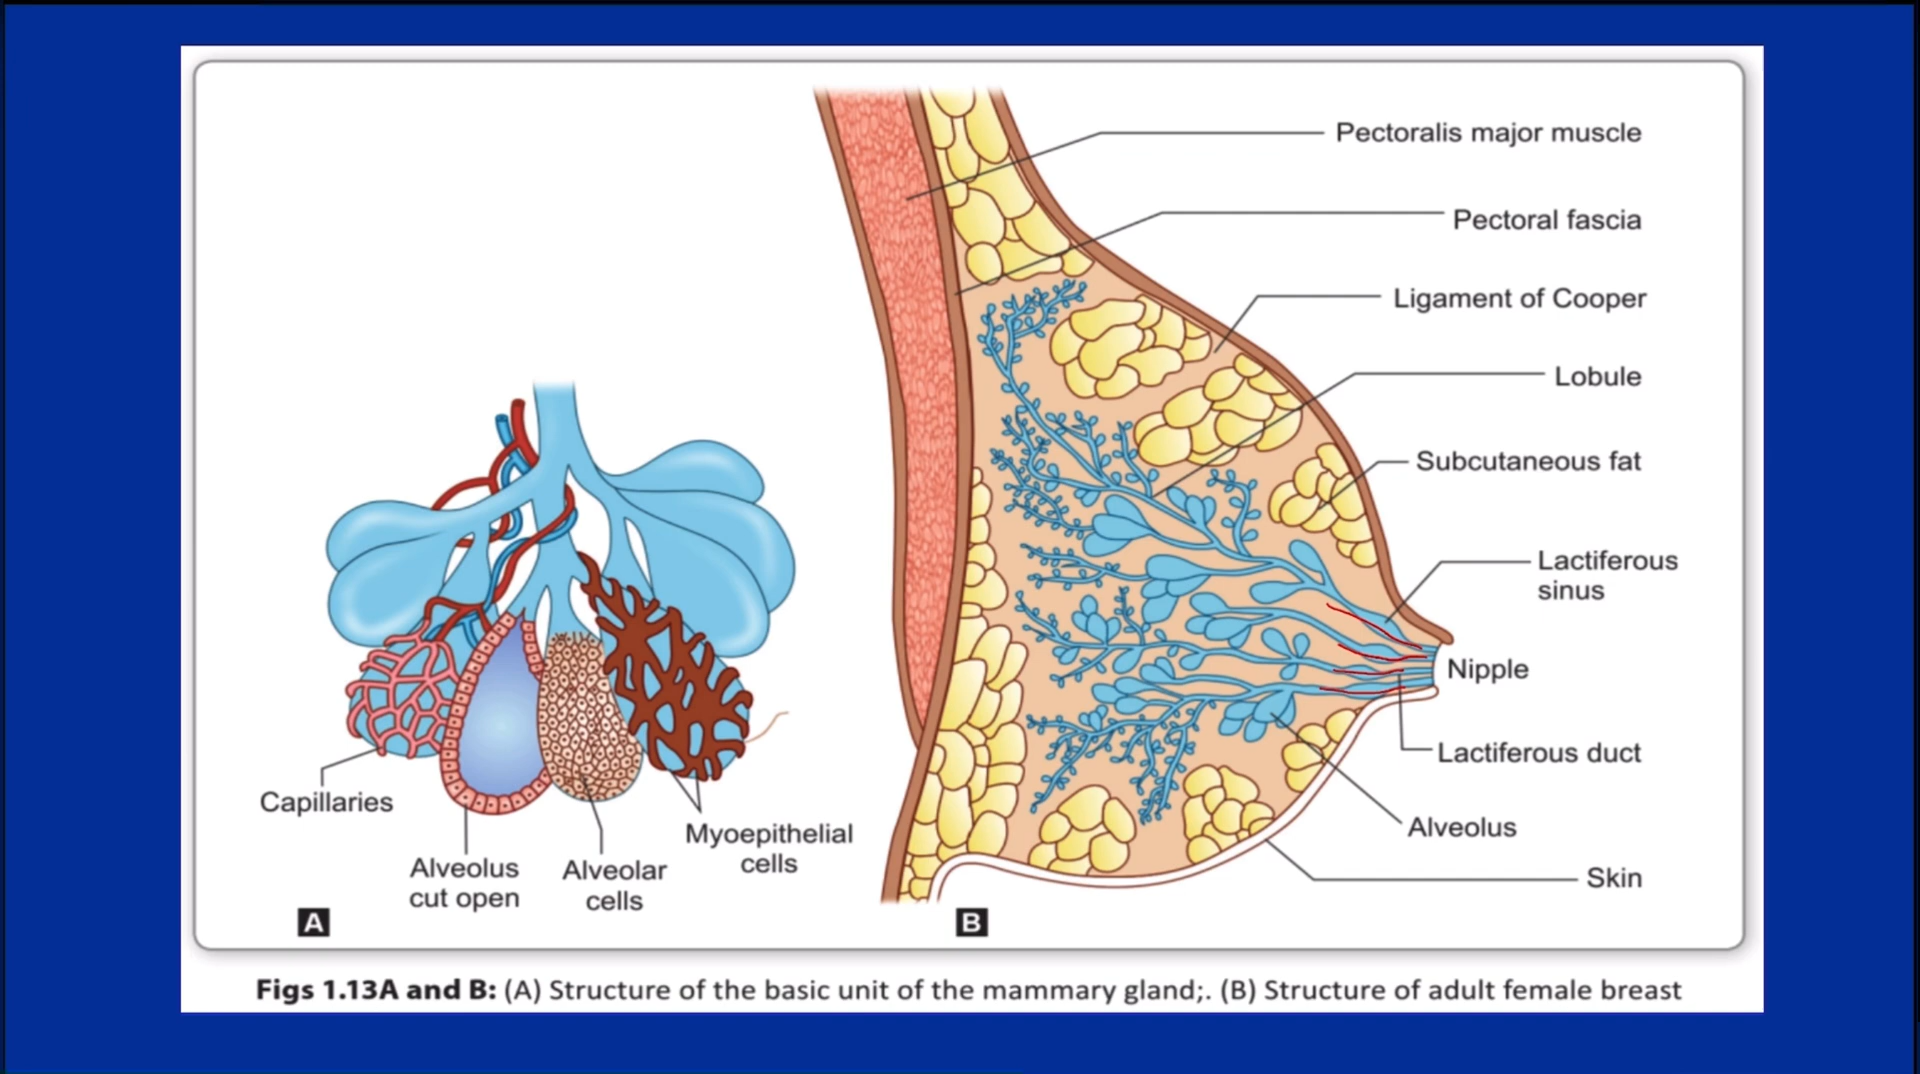 Pectoralis major muscle
Pectoral fascia
Ligament of Cooper
Lobule
Subcutaneous fat
Lactiferous
sinus
Nipple
Lactiferous duct
Alveolus
Skin
Capillaries
Alveolus
cut open
Alveolar
cells
Myoepithelial
cells
A
B
Figs 1.13A and B: (A) Structure of the basic unit of the mammary gland;. (B) Structure of adult female breast